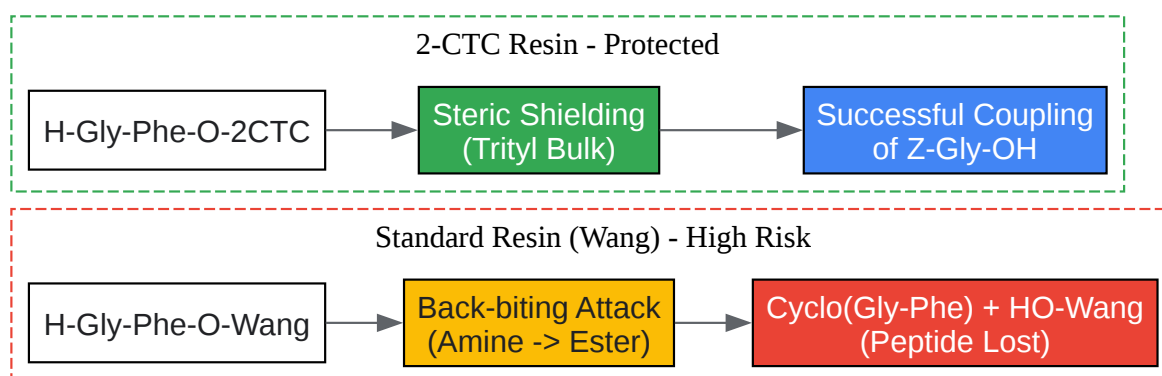 2-CTC Resin - Protected
H-Gly-Phe-O-2CTC
Steric Shielding
(Trityl Bulk)
Successful Coupling
of Z-Gly-OH
Standard Resin (Wang) - High Risk
H-Gly-Phe-O-Wang
Back-biting Attack
(Amine -> Ester)
Cyclo(Gly-Phe) + HO-Wang
(Peptide Lost)